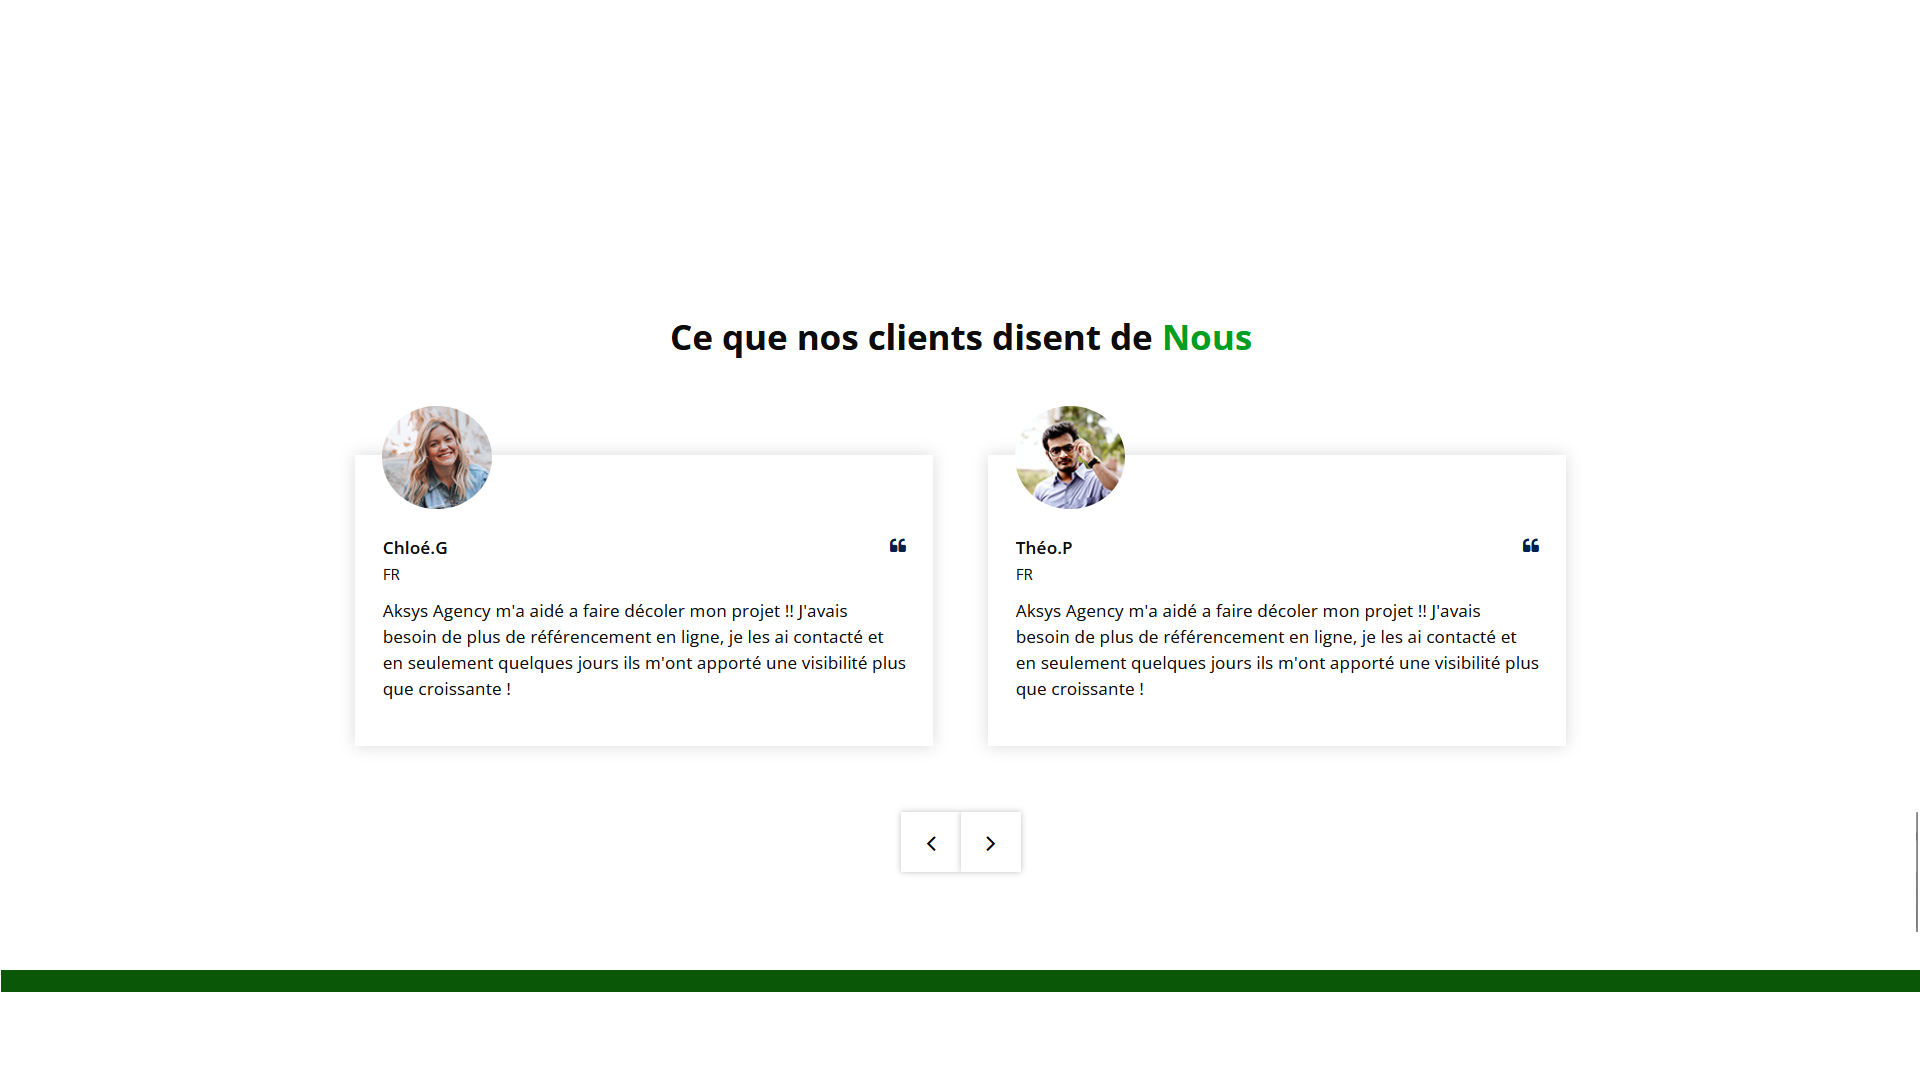 Ce que nos clients disent de Nous
Chloé.G
FR
Aksys Agency m'a aidé a faire décoler mon projet !! J'avais
besoin de plus de référencement en ligne, je les ai contacté et
en seulement quelques jours ils m'ont apporté une visibilité plus
que croissante !
Théo.P
FR
Aksys Agency m'a aidé a faire décoler mon projet !! J'avais
besoin de plus de référencement en ligne, je les ai contacté et
en seulement quelques jours ils m'ont apporté une visibilité plus
que croissante !